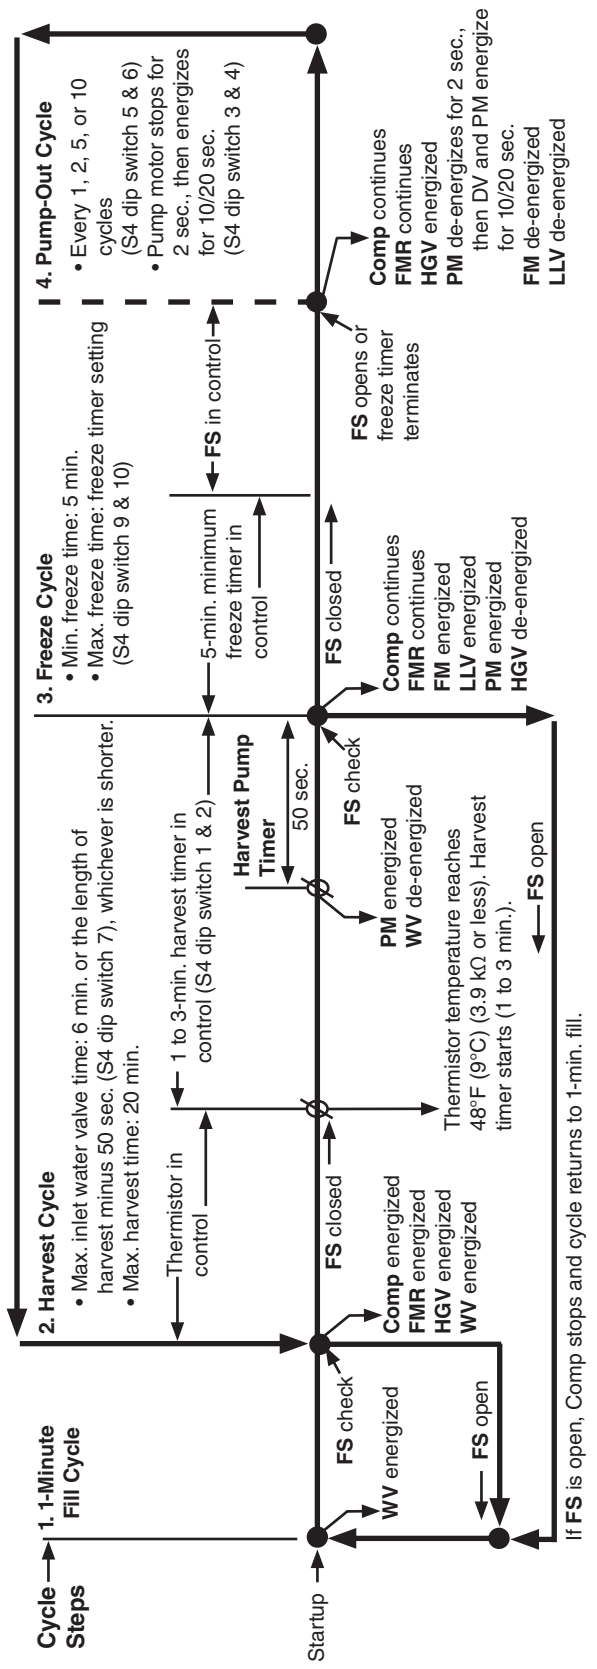 Cycle
Steps
1. 1-Minute
Fill Cycle
2. Harvest Cycle
• Max. inlet water valve time: 6 min. or the length of
harvest minus 50 sec. (S4 dip switch 7), whichever is shorter.
• Max. harvest time: 20 min.
3. Freeze Cycle
• Min. freeze time: 5 min.
• Max. freeze time: freeze timer setting
(S4 dip switch 9 & 10)
4. Pump-Out Cycle
• Every 1, 2, 5, or 10
cycles
(S4 dip switch 5 & 6)
• Pump motor stops for
2 sec., then energizes
for 10/20 sec.
(S4 dip switch 3 & 4)
Thermistor in
control
1 to 3-min. harvest timer in
control (S4 dip switch 1 & 2)
Harvest Pump
Timer
50 sec.
5-min. minimum
freeze timer in
control
FS in control
Startup
WV energized
FS check
FS open
Comp energized
FMR energized
HGV energized
WV energized
FS closed
Thermistor temperature reaches
48°F (9°C) (3.9 kΩ or less). Harvest
timer starts (1 to 3 min.).
PM energized
WV de-energized
FS check
FS open
FS closed
Comp continues
FMR continues
FM energized
LLV energized
PM energized
HGV de-energized
FS opens or
freeze timer
terminates
Comp continues
FMR continues
HGV energized
PM de-energizes for 2 sec.,
then DV and PM energize
for 10/20 sec.
FM de-energized
LLV de-energized
If FS is open, Comp stops and cycle returns to 1-min. fill.